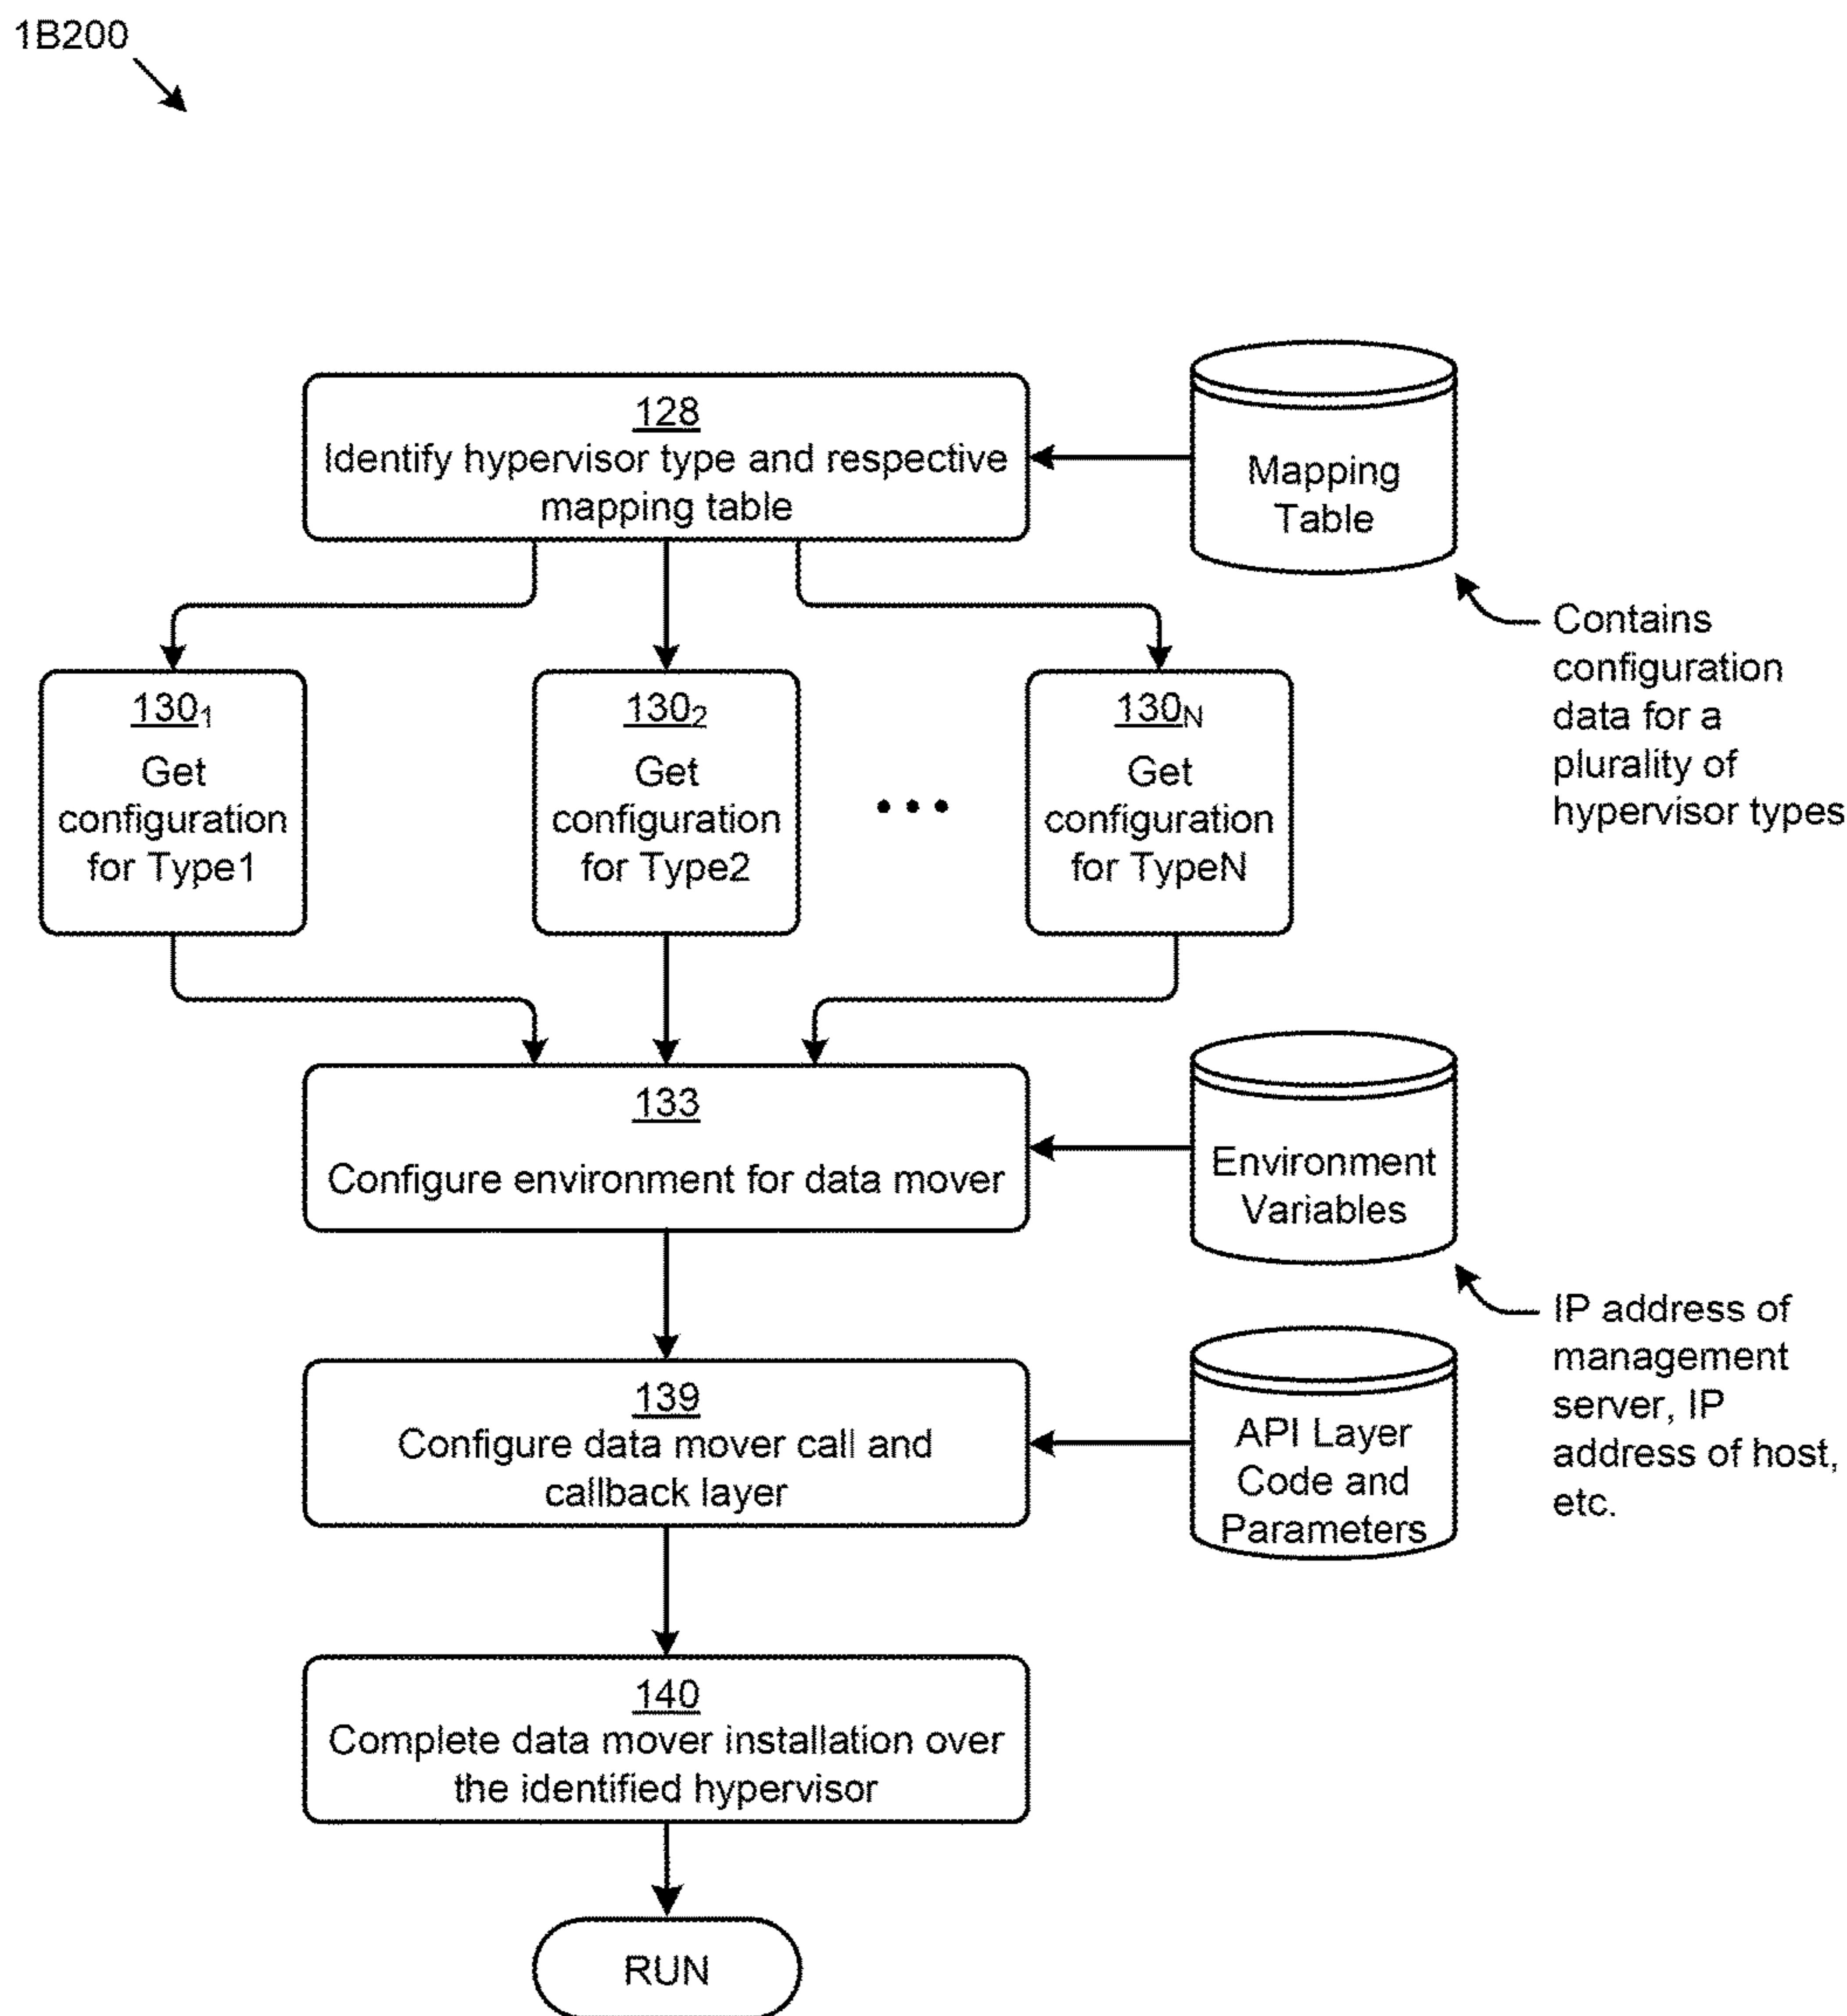 1B200
128
Identify hypervisor type and respective
mapping table
Mapping
Table
Contains
configuration
data for a
plurality of
hypervisor types
130₁
Get
configuration
for Type1
130₂
Get
configuration
for Type2
130N
Get
configuration
for TypeN
133
Configure environment for data mover
Environment
Variables
IP address of
management
server, IP
address of host,
etc.
139
Configure data mover call and
callback layer
API Layer
Code and
Parameters
140
Complete data mover installation over
the identified hypervisor
RUN